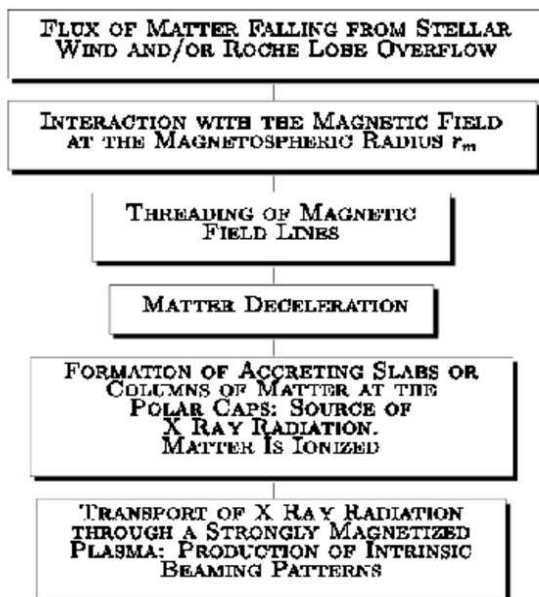 FLUX OF MATTER FALLING FROM STELLAR
WIND AND/OR ROCHE LOBE OVERFLOW
INTERACTION WITH THE MAGNETIC FIELD
AT THE MAGNETOSPHERIC RADIUS rm
THREADING OF MAGNETIC
FIELD LINES
MATTER DECELERATION
FORMATION OF ACCRETING SLABS OR
COLUMNS OF MATTER AT THE
POLAR CAPS: SOURCE OF
X RAY RADIATION.
MATTER IS IONIZED
TRANSPORT OF X RAY RADIATION
THROUGH A STRONGLY MAGNETIZED
PLASMA: PRODUCTION OF INTRINSIC
BEAMING PATTERNS